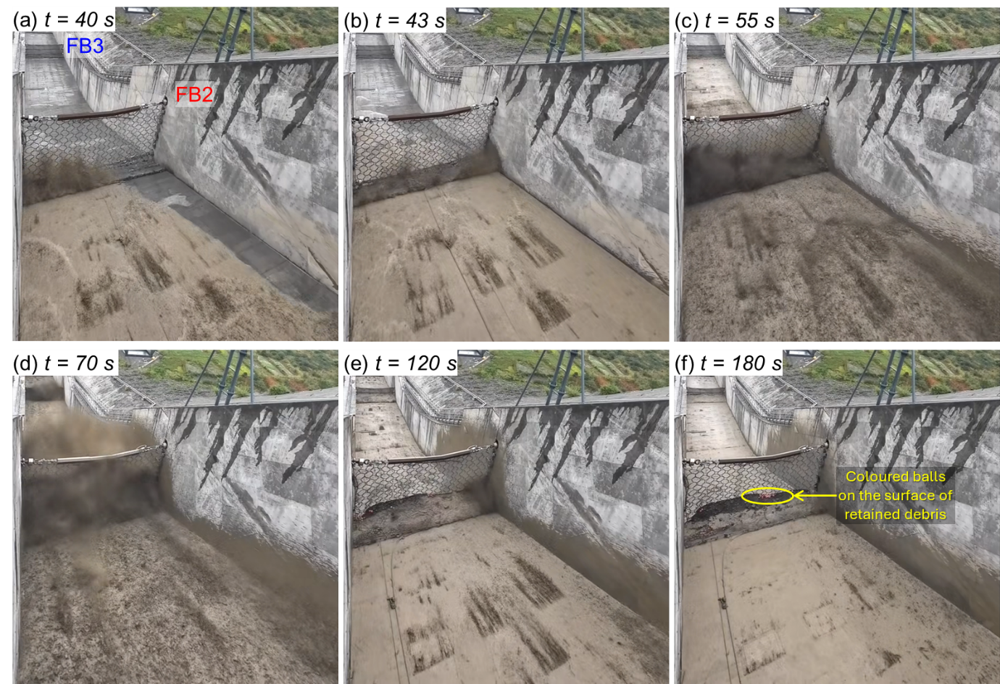 (a) t = 40 s
(b) t = 43 s
(c) t = 55 s
FB3
FB2
(d) t = 70 s
(e) t = 120 s
(f) t = 180 s
Coloured balls
on the surface of
retained debris